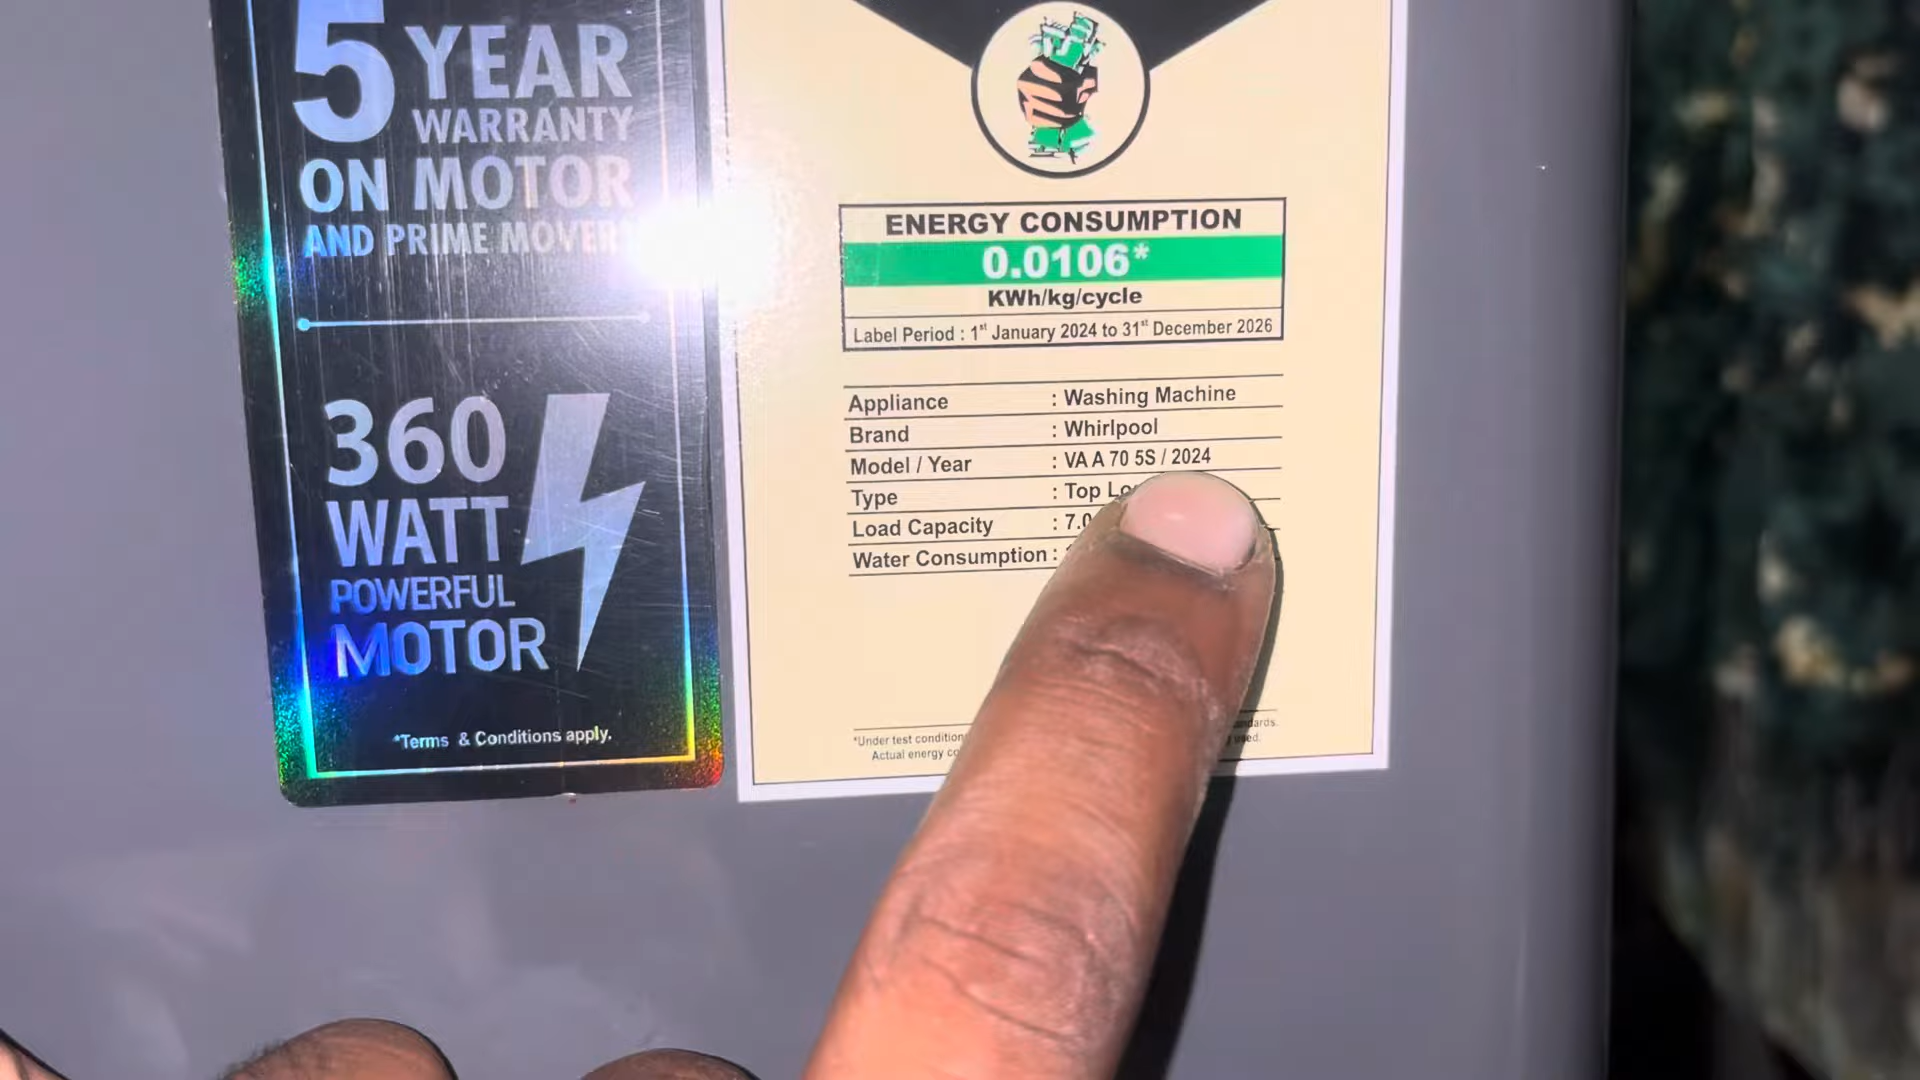 5 YEAR
WARRANTY
ON MOTOR
AND PRIME MOVER
360
WATT
POWERFUL
MOTOR
*Terms & Conditions apply.
ENERGY CONSUMPTION
0.0106*
KWh/kg/cycle
Label Period : 1st January 2024 to 31st December 2026
Appliance : Washing Machine
Brand : Whirlpool
Model / Year : VA A 70 5S / 2024
Type : Top
Load Capacity : 7.0
Water Consumption :
*Under test
Actual energy
used.